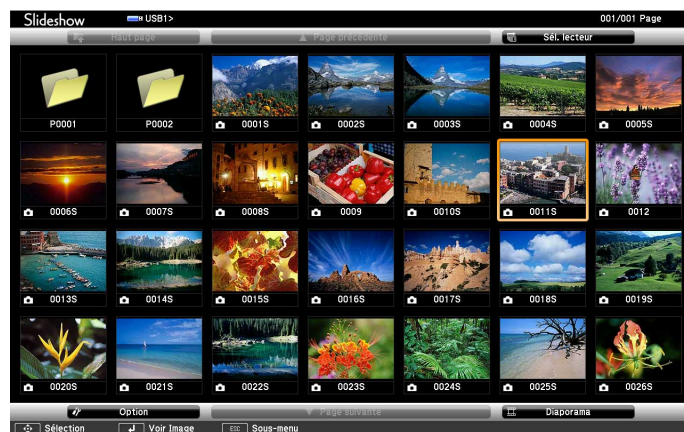 Slideshow USB1> 001/001 Page
Haut page ▲ Page précédente Sél. lecteur
P0001 P0002 0001S 0002S 0003S 0004S 0005S
0006S 0007S 0008S 0009 0010S 0011S 0012
0013S 0014S 0015S 0016S 0017S 0018S 0019S
0020S 0021S 0022S 0023S 0024S 0025S 0026S
Option ▼ Page suivante Diaporama
Sélection Voir Image ESC Sous-menu